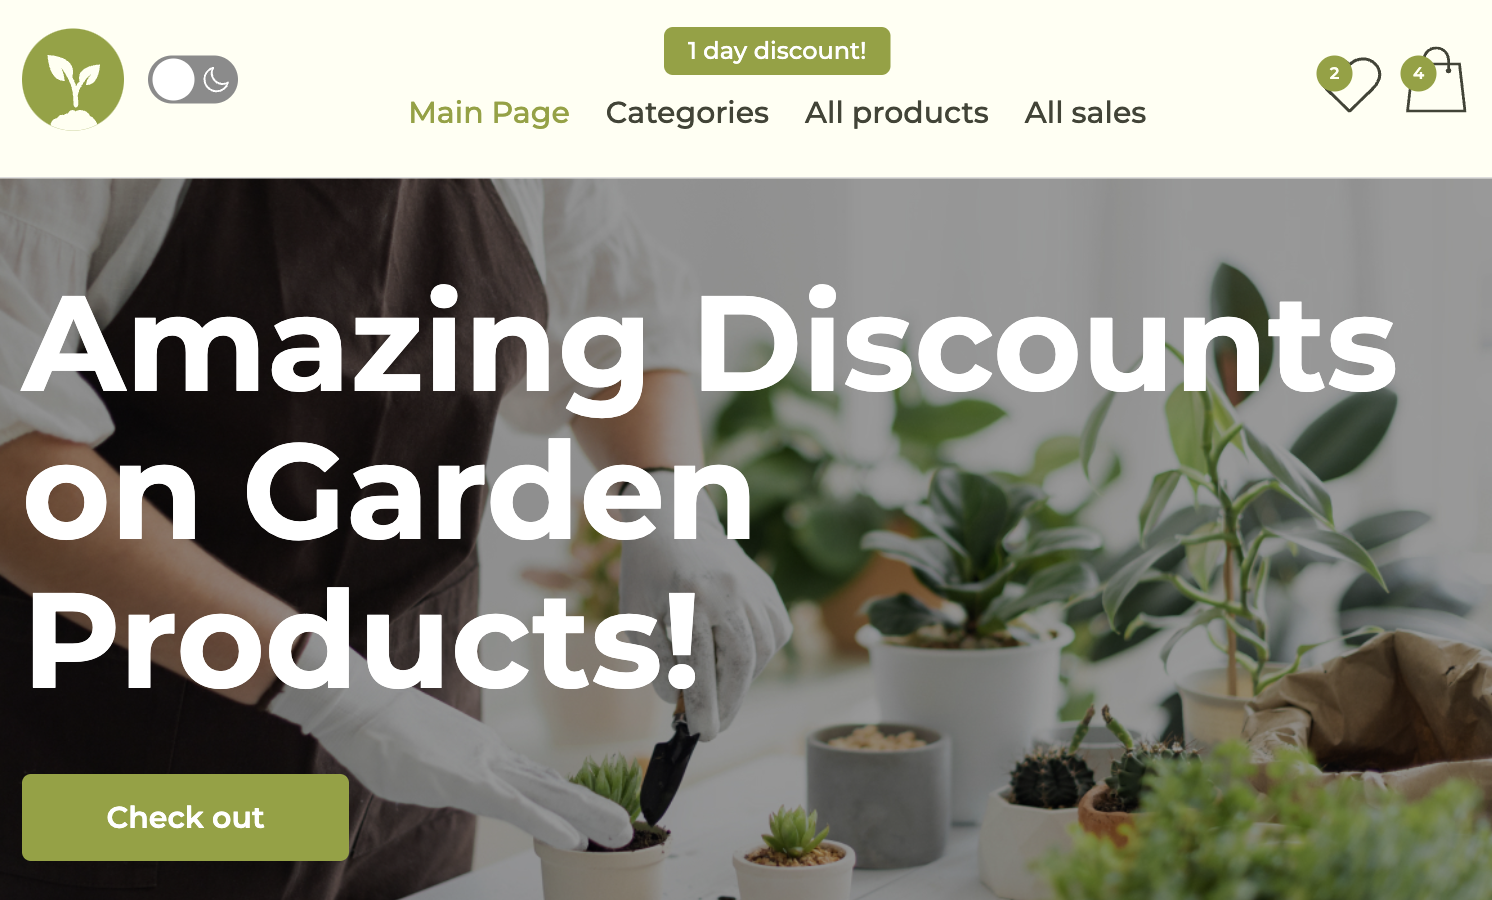 1 day discount!
Main Page Categories All products All sales
2
4
Amazing Discounts
on Garden
Products!
Check out